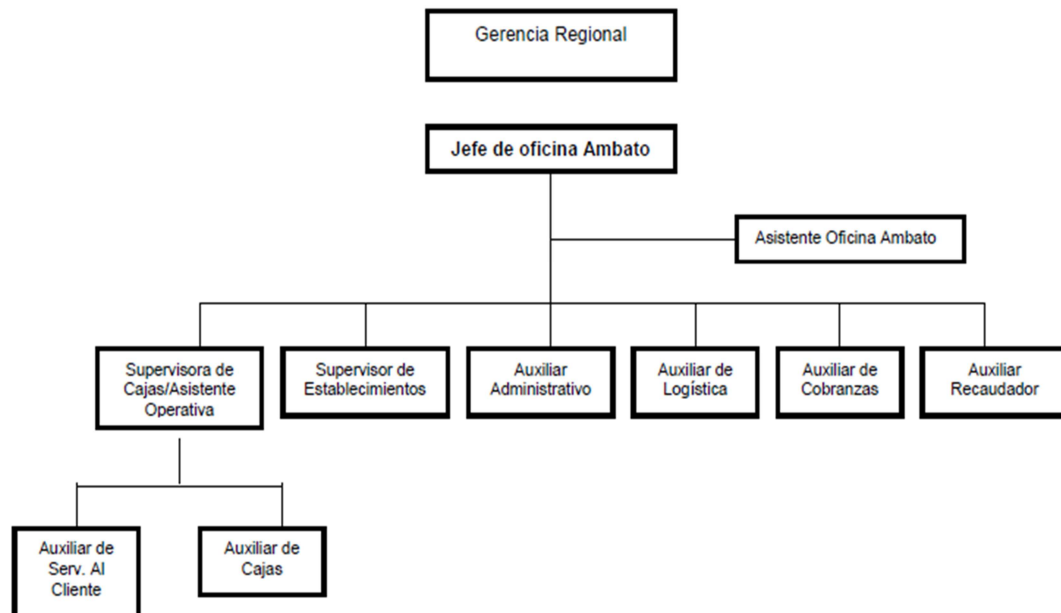 Gerencia Regional
Jefe de oficina Ambato
Asistente Oficina Ambato
Supervisora de
Cajas/Asistente
Operativa
Supervisor de
Establecimientos
Auxiliar
Administrativo
Auxiliar de
Logística
Auxiliar de
Cobranzas
Auxiliar
Recaudador
Auxiliar de
Serv. Al
Cliente
Auxiliar de
Cajas